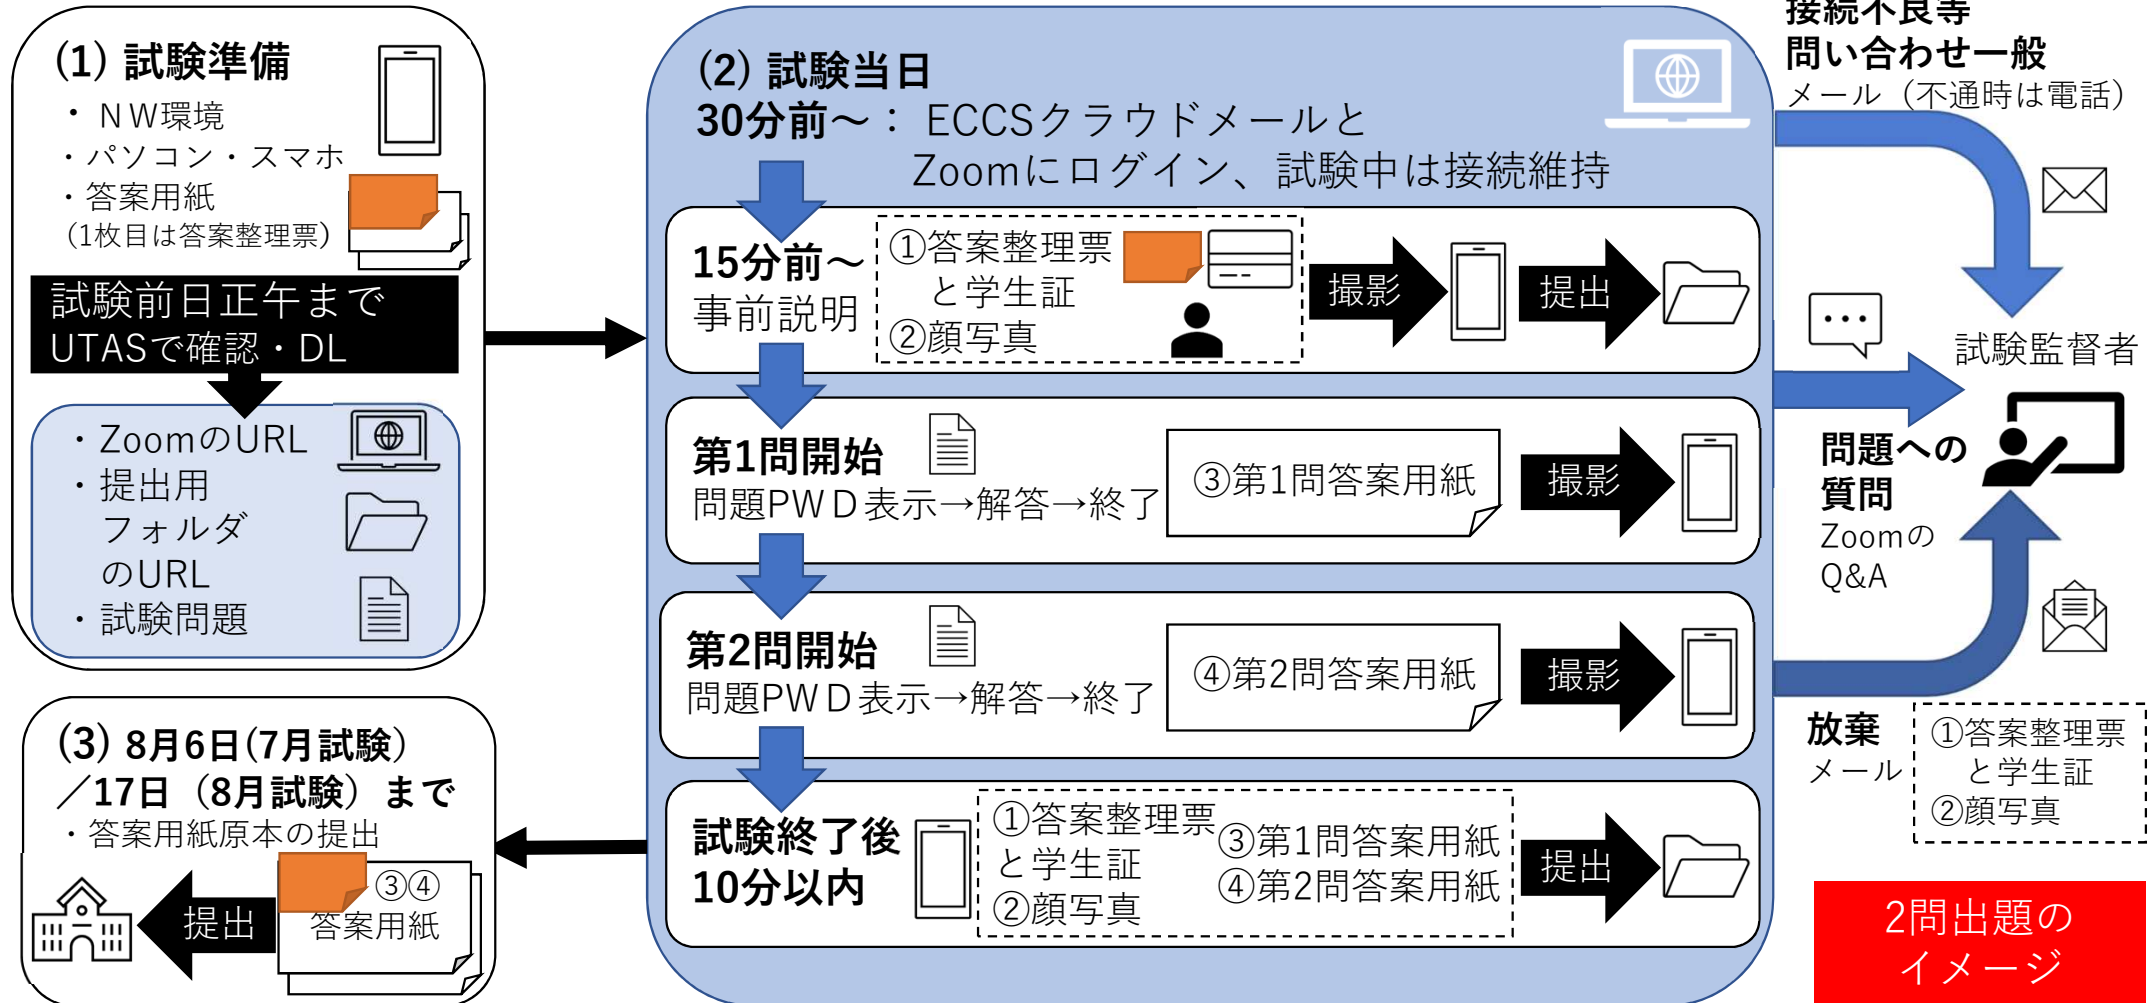 (1) 試験準備
・ＮＷ環境
・パソコン・スマホ
・答案用紙
(1枚目は答案整理票)
試験前日正午まで
UTASで確認・DL
・ZoomのURL
・提出用
フォルダ
のURL
・試験問題
(2) 試験当日
30分前～： ECCSクラウドメールと
Zoomにログイン、試験中は接続維持
15分前～
事前説明
①答案整理票
と学生証
②顔写真
撮影
提出
第1問開始
問題PWＤ表示→解答→終了
③第1問答案用紙
撮影
第2問開始
問題PWＤ表示→解答→終了
④第2問答案用紙
撮影
試験終了後
10分以内
①答案整理票
と学生証
②顔写真
③第1問答案用紙
④第2問答案用紙
提出
(3) 8月6日(7月試験）
／17日（8月試験）まで
・答案用紙原本の提出
提出
③④
答案用紙
接続不良等
問い合わせ一般
メール（不通時は電話）
試験監督者
問題への
質問
Zoomの
Q&A
放棄
メール
①答案整理票
と学生証
②顔写真
2問出題の
イメージ